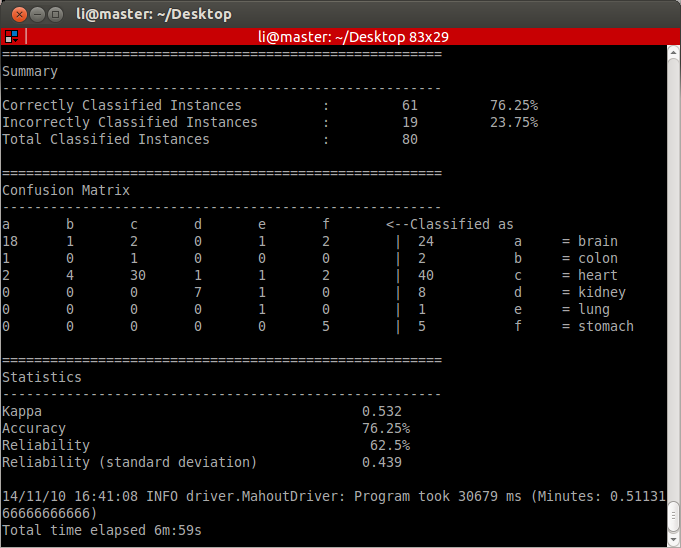 li@master: ~/Desktop
li@master: ~/Desktop 83x29
=======================================================
Summary
-------------------------------------------------------
Correctly Classified Instances          :         61         76.25%
Incorrectly Classified Instances        :         19         23.75%
Total Classified Instances              :         80
=======================================================
Confusion Matrix
-------------------------------------------------------
a       b       c       d       e       f       <--Classified as
18      1       2       0       1       2        |  24          a     = brain
1       0       1       0       0       0        |  2           b     = colon
2       4       30      1       1       2        |  40          c     = heart
0       0       0       7       1       0        |  8           d     = kidney
0       0       0       0       1       0        |  1           e     = lung
0       0       0       0       0       5        |  5           f     = stomach
=======================================================
Statistics
-------------------------------------------------------
Kappa                                        0.532
Accuracy                                     76.25%
Reliability                                   62.5%
Reliability (standard deviation)             0.439
14/11/10 16:41:08 INFO driver.MahoutDriver: Program took 30679 ms (Minutes: 0.51131
66666666666)
Total time elapsed 6m:59s